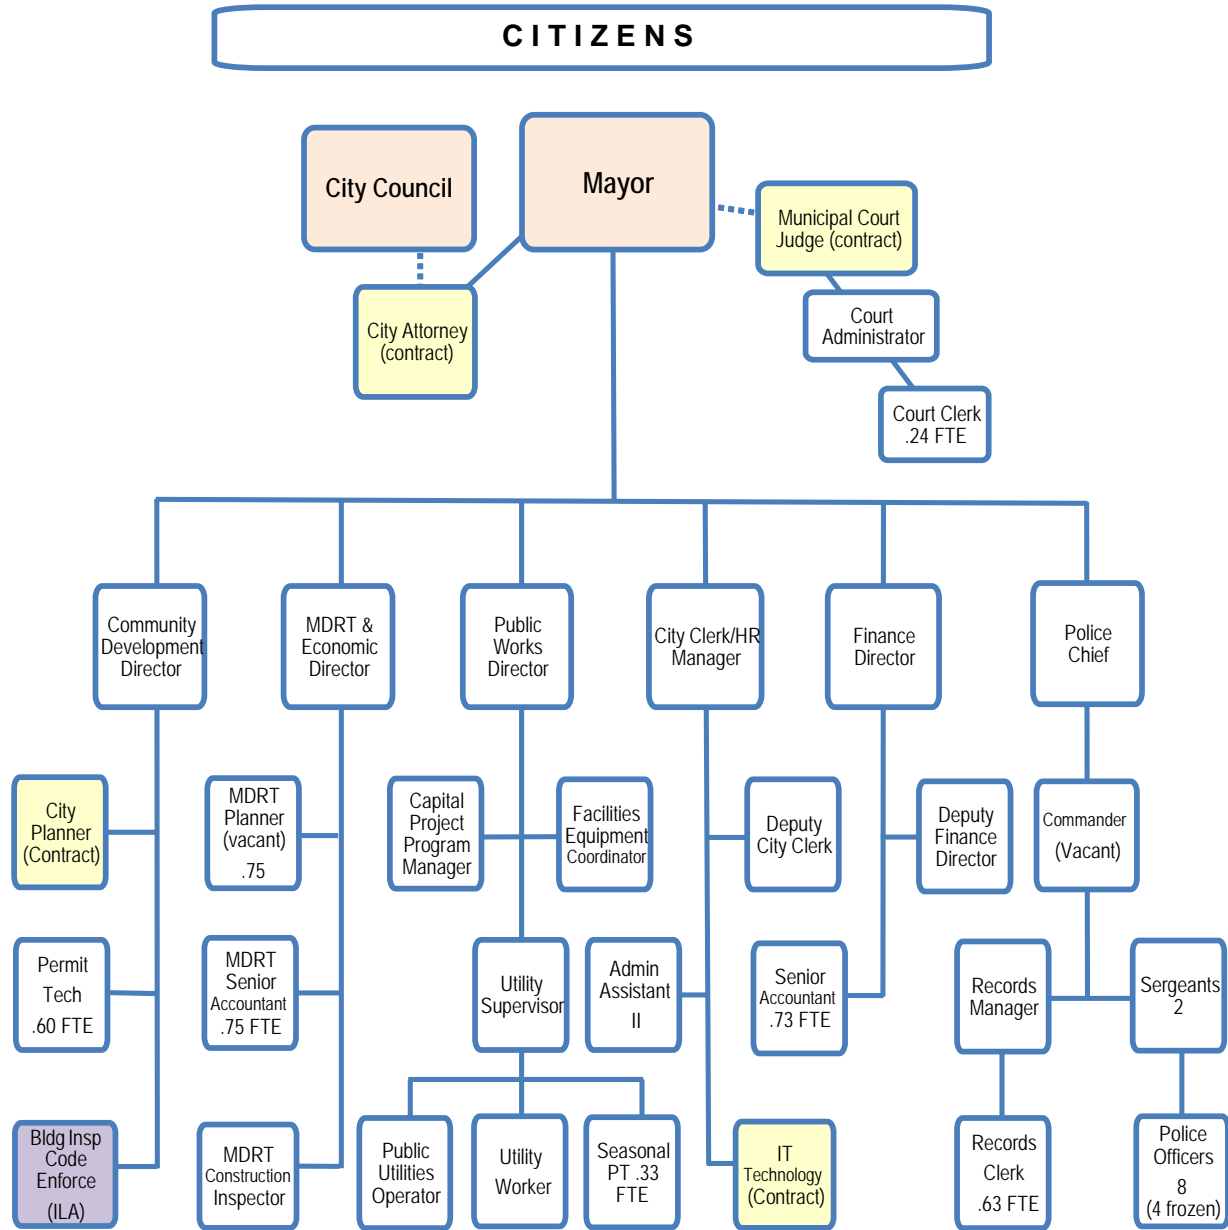 CITIZENS
City Council
Mayor
Municipal Court
Judge (contract)
City Attorney
(contract)
Court
Administrator
Court Clerk
.24 FTE
Community
Development
Director
MDRT &
Economic
Director
Public
Works
Director
City Clerk/HR
Manager
Finance
Director
Police
Chief
City
Planner
(Contract)
MDRT
Planner
(vacant)
.75
Capital
Project
Program
Manager
Facilities
Equipment
Coordinator
Deputy
City Clerk
Deputy
Finance
Director
Commander
(Vacant)
Permit
Tech
.60 FTE
MDRT
Senior
Accountant
.75 FTE
Utility
Supervisor
Admin
Assistant
II
Senior
Accountant
.73 FTE
Records
Manager
Sergeants
2
Bldg Insp
Code
Enforce
(ILA)
MDRT
Construction
Inspector
Public
Utilities
Operator
Utility
Worker
Seasonal
PT .33
FTE
IT
Technology
(Contract)
Records
Clerk
.63 FTE
Police
Officers
8
(4 frozen)